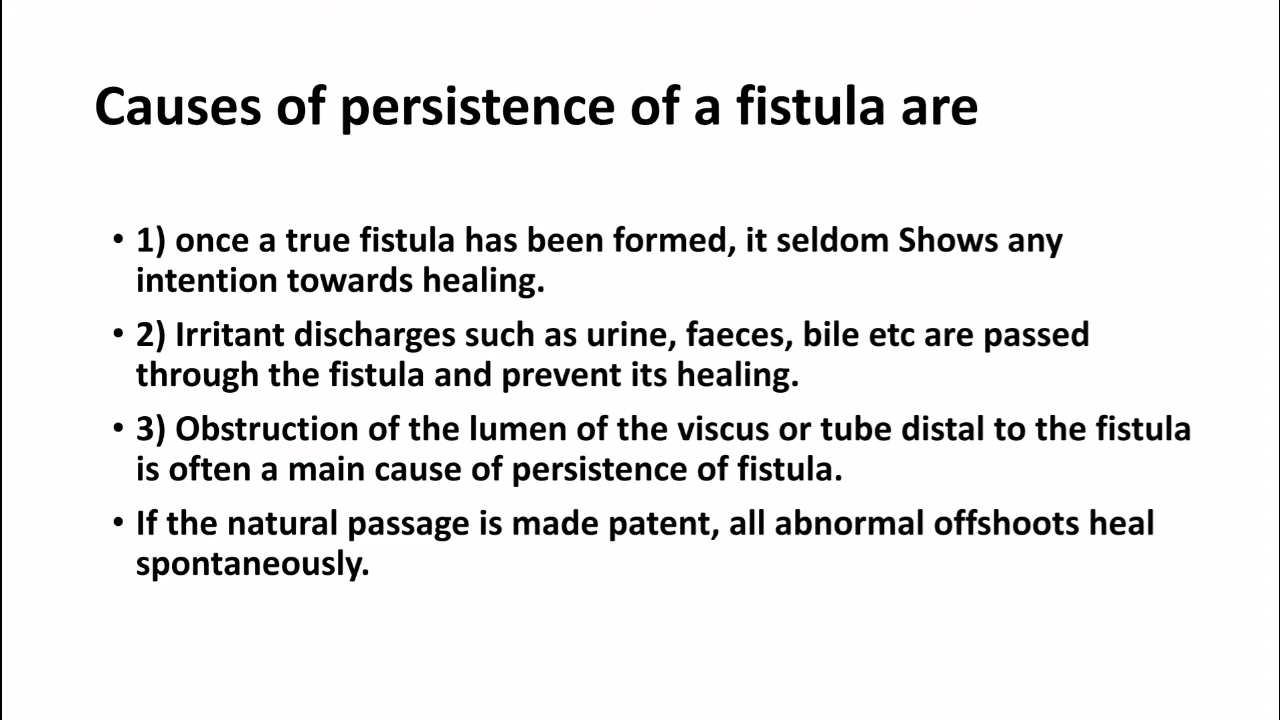 Causes of persistence of a fistula are
• 1) once a true fistula has been formed, it seldom Shows any
intention towards healing.
• 2) Irritant discharges such as urine, faeces, bile etc are passed
through the fistula and prevent its healing.
• 3) Obstruction of the lumen of the viscus or tube distal to the fistula
is often a main cause of persistence of fistula.
• If the natural passage is made patent, all abnormal offshoots heal
spontaneously.